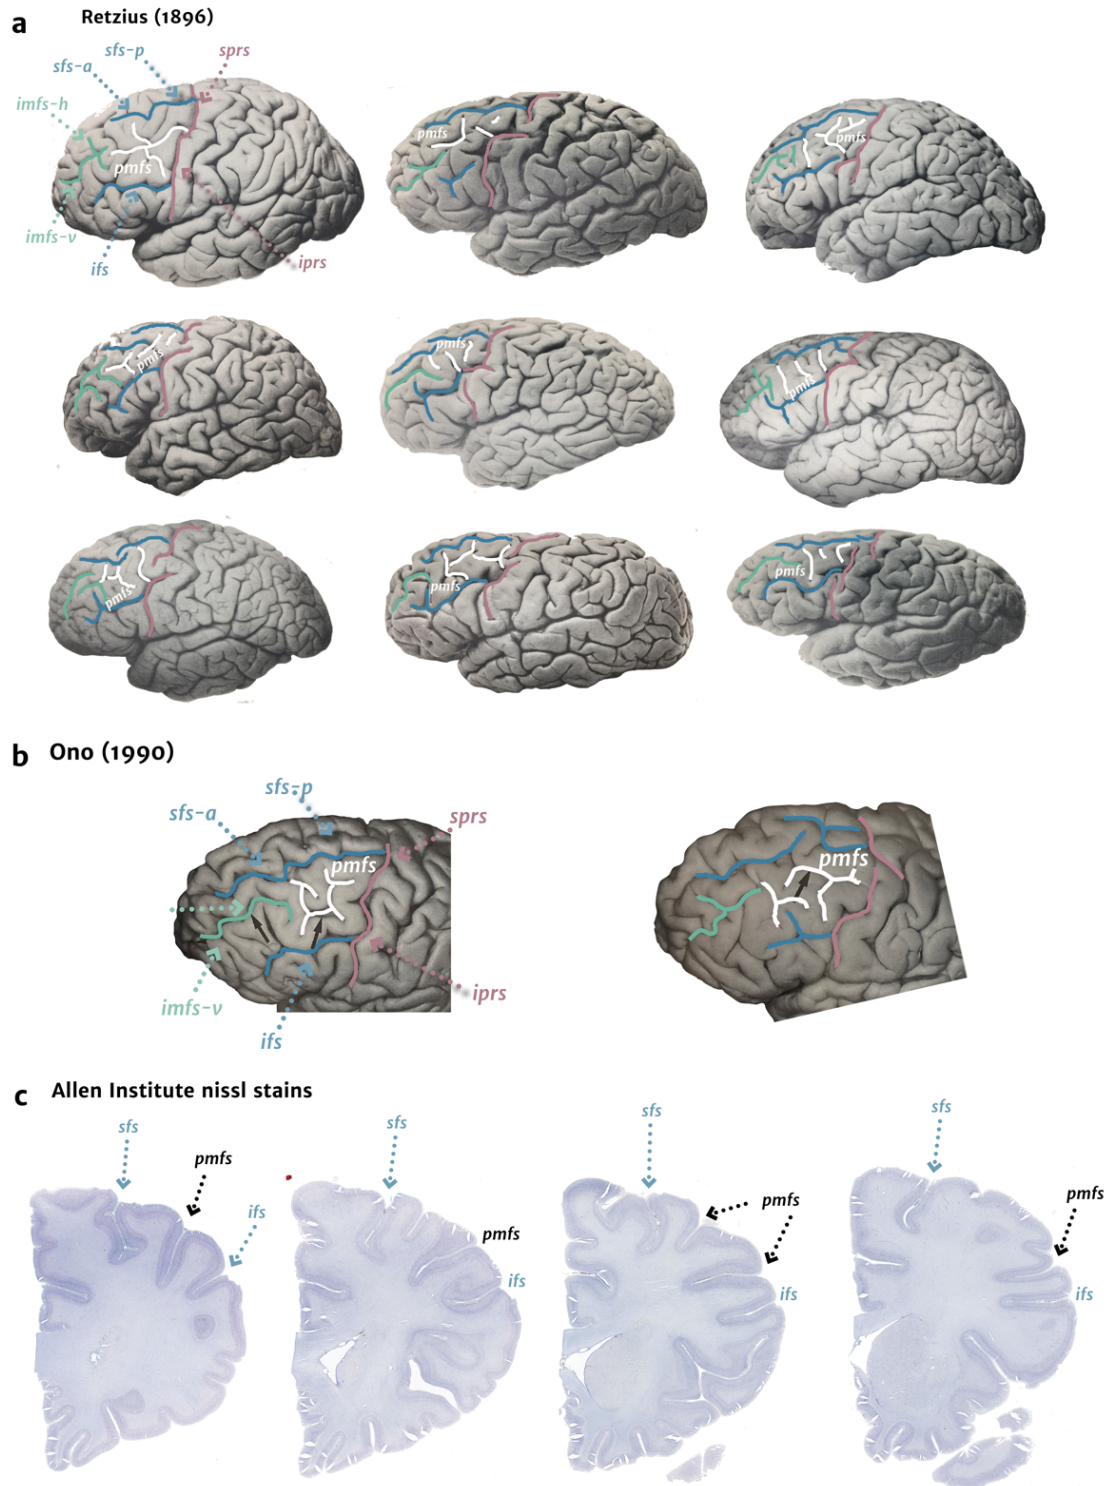 a
Retzius (1896)
sfs-p
sprs
sfs-a
imfs-h
pmfs
imfs-v
ifs
iprs
pmfs
pmfs
pmfs
pmfs
pmfs
pmfs
pmfs
pmfs
b
Ono (1990)
sfs-p
sfs-a
sprs
pmfs
imfs-v
iprs
ifs
pmfs
c
Allen Institute nissl stains
sfs
pmfs
ifs
sfs
pmfs
ifs
sfs
pmfs
ifs
sfs
pmfs
ifs